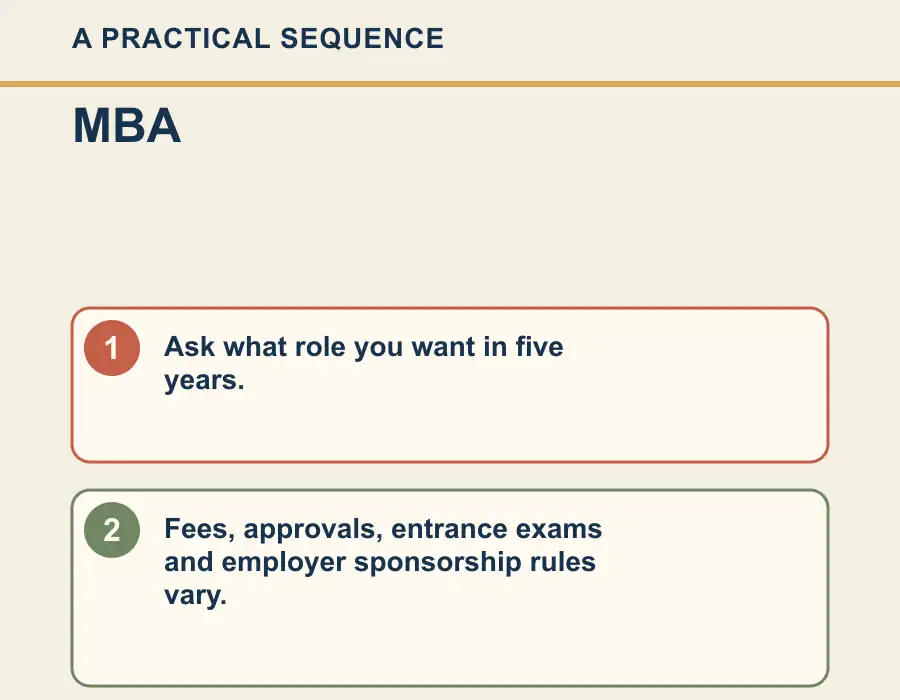 A PRACTICAL SEQUENCE
MBA
1
Ask what role you want in five
years.
2
Fees, approvals, entrance exams
and employer sponsorship rules
vary.